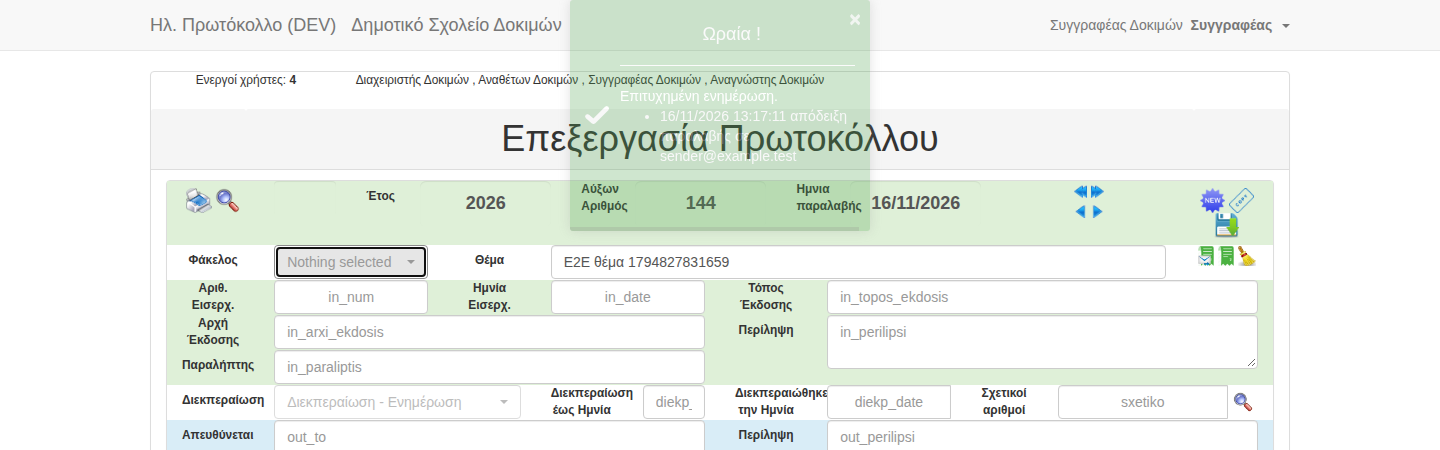 Ηλ. Πρωτόκολλο (DEV) Δημοτικό Σχολείο Δοκιμών
Συγγραφέας Δοκιμών Συγγραφέας
×
Ωραία !
Ενεργοί χρήστες: 4
Διαχειριστής Δοκιμών , Αναθέτων Δοκιμών , Συγγραφέας Δοκιμών , Αναγνώστης Δοκιμών
Επιτυχημένη ενημέρωση.
16/11/2026 13:17:11 απόδειξη
sender@example.test
Επεξεργασία Πρωτοκόλλου
Έτος
2026
Αύξων Αριθμός
144
Ημνια παραλαβής
16/11/2026
NEW
COPY
Φάκελος
Nothing selected
Θέμα
E2E θέμα 1794827831659
Αριθ. Εισερχ.
in_num
Ημνία Εισερχ.
in_date
Τόπος Έκδοσης
in_topos_ekdosis
Αρχή Έκδοσης
in_arxi_ekdosis
Περίληψη
in_perilipsi
Παραλήπτης
in_paraliptis
Διεκπεραίωση
Διεκπεραίωση - Ενημέρωση
Διεκπεραίωση έως Ημνία
diekp_
Διεκπεραιώθηκε την Ημνία
diekp_date
Σχετικοί αριθμοί
sxetiko
Απευθύνεται
out_to
Περίληψη
out_perilipsi